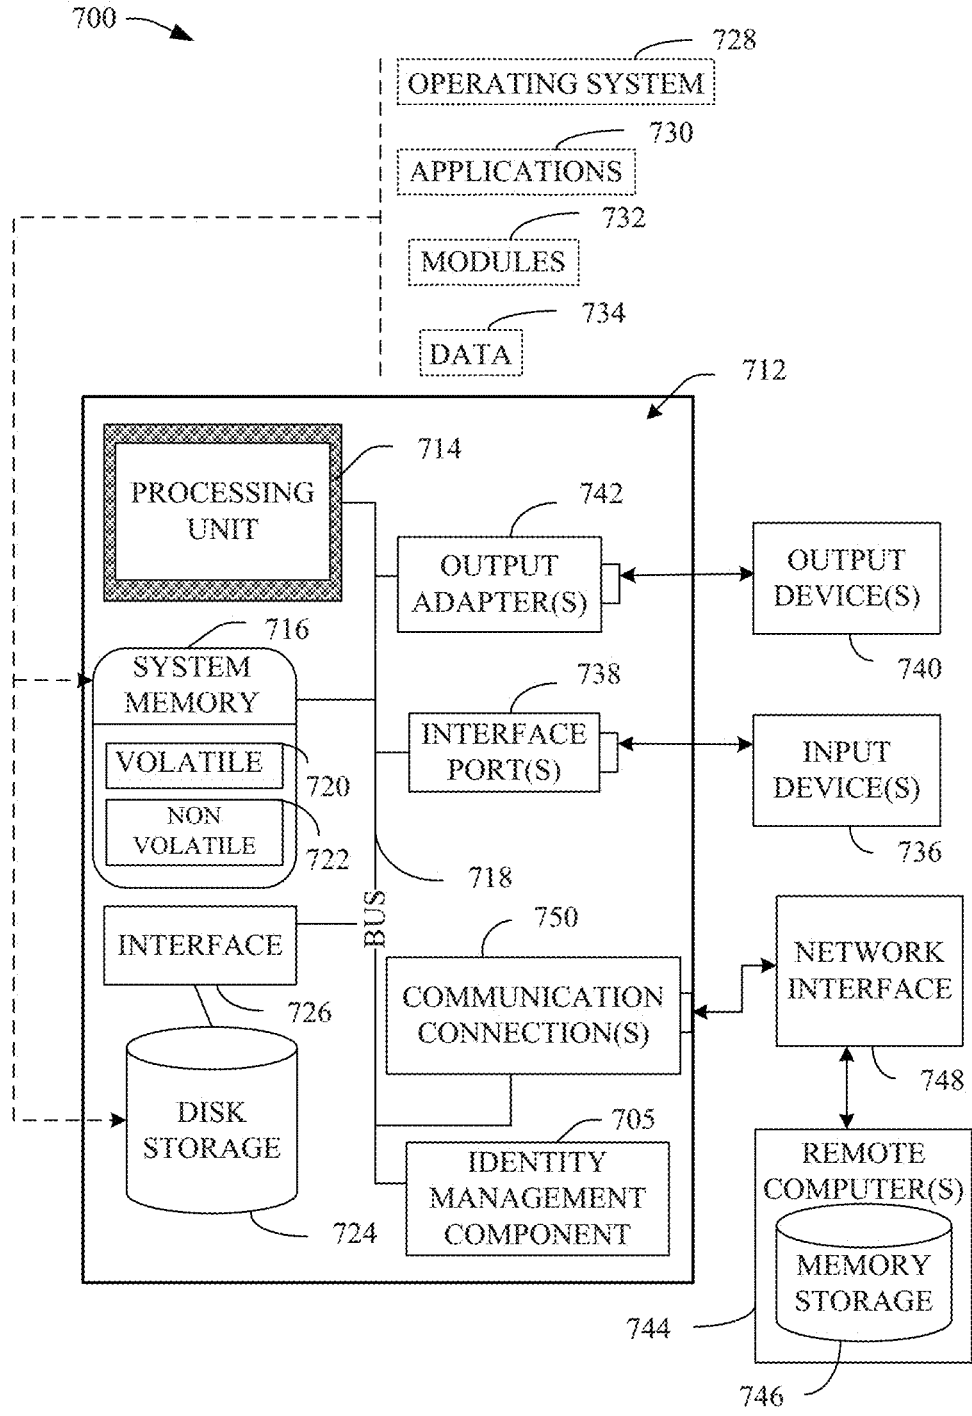 700
728
OPERATING SYSTEM
730
APPLICATIONS
732
MODULES
734
DATA
712
714
PROCESSING
UNIT
742
OUTPUT
ADAPTER(S)
OUTPUT
DEVICE(S)
740
716
SYSTEM
MEMORY
738
INTERFACE
PORT(S)
INPUT
DEVICE(S)
736
VOLATILE
720
NON
VOLATILE
722
718
BUS
INTERFACE
726
750
COMMUNICATION
CONNECTION(S)
NETWORK
INTERFACE
748
DISK
STORAGE
724
705
IDENTITY
MANAGEMENT
COMPONENT
REMOTE
COMPUTER(S)
MEMORY
STORAGE
744
746